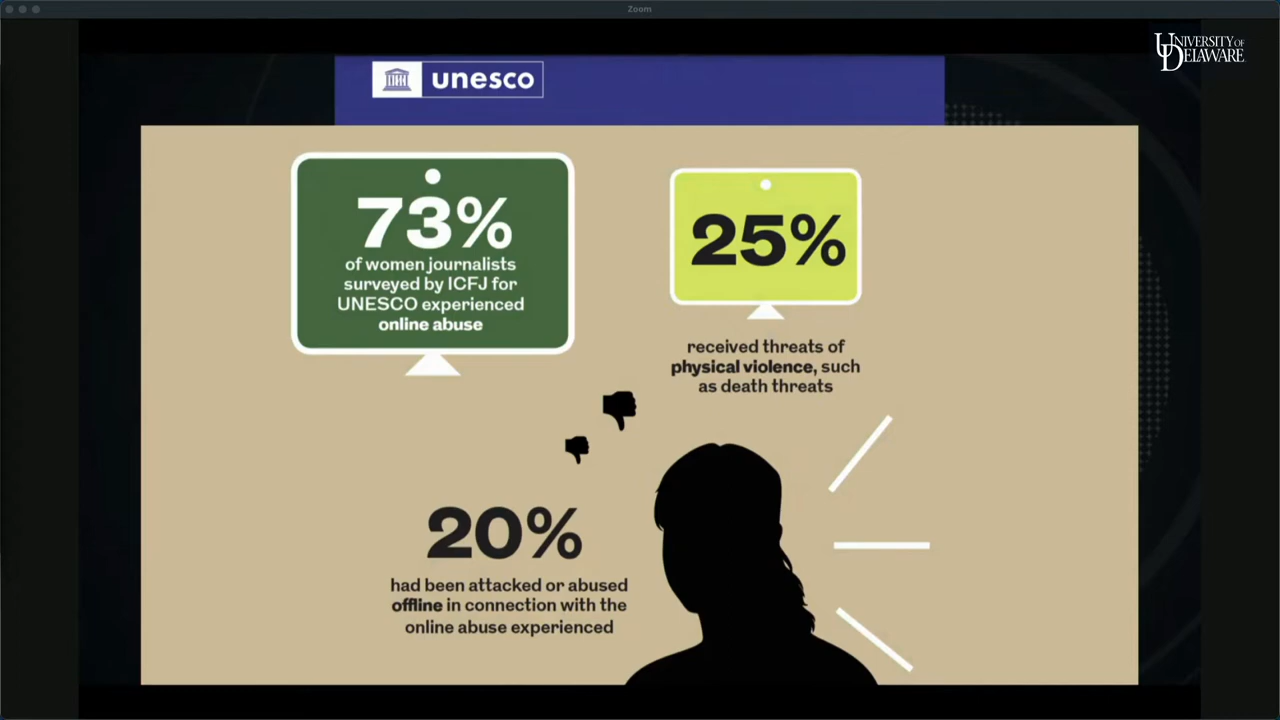 Zoom
UNIVERSITY OF
DELAWARE
unesco
73%
of women journalists
surveyed by ICFJ for
UNESCO experienced
online abuse
25%
received threats of
physical violence, such
as death threats
20%
had been attacked or abused
offline in connection with the
online abuse experienced